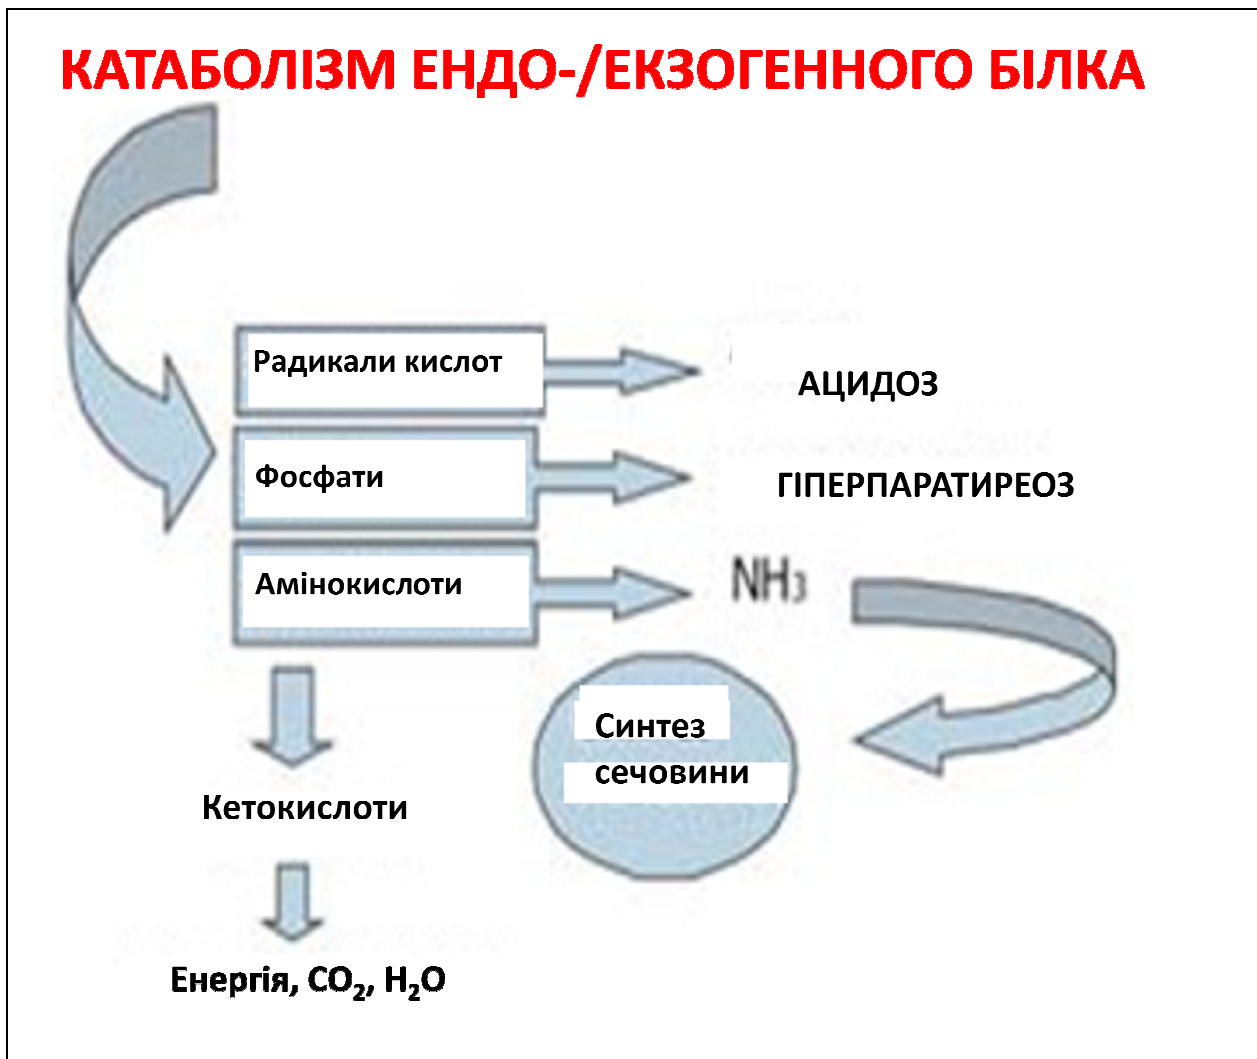 КАТАБОЛІЗМ ЕНДО-/ЕКЗОГЕННОГО БІЛКА
Радикали кислот
АЦИДОЗ
Фосфати
ГІПЕРПАРАТИРЕОЗ
Амінокислоти
NH₃
Синтез
сечовини
Кетокислоти
Енергія, CO₂, H₂O